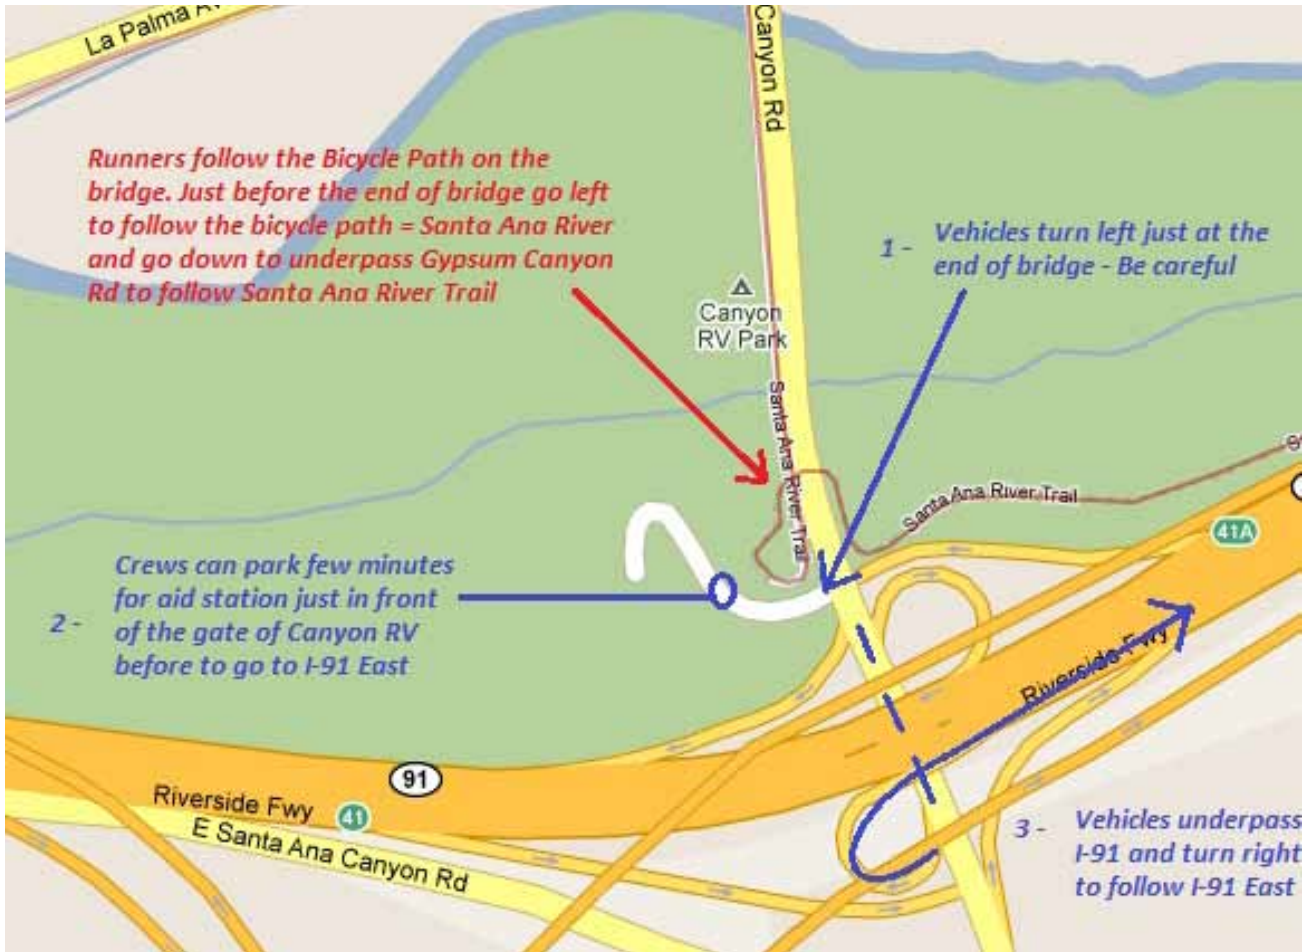 La Palma Av
Canyon Rd
Runners follow the Bicycle Path on the
bridge. Just before the end of bridge go left
to follow the bicycle path = Santa Ana River
and go down to underpass Gypsum Canyon
Rd to follow Santa Ana River Trail
1 - Vehicles turn left just at the
end of bridge - Be careful
Canyon
RV Park
Santa Ana River Trail
Santa Ana River Trail
41A
Crews can park few minutes
for aid station just in front
2 - of the gate of Canyon RV
before to go to I-91 East
Riverside Fwy
91
Riverside Fwy
41
E Santa Ana Canyon Rd
3 - Vehicles underpass
I-91 and turn right
to follow I-91 East